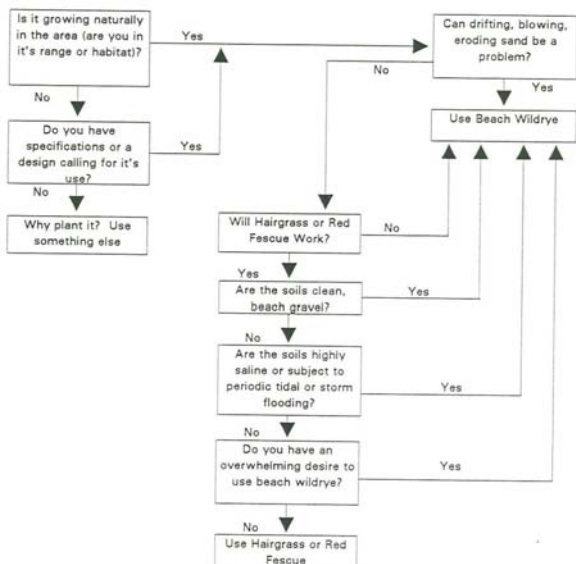 Is it growing naturally
in the area (are you in
it's range or habitat)?
Yes
Can drifting, blowing,
eroding sand be a
problem?
No
Yes
No
Use Beach Wildrye
Do you have
specifications or a
design calling for it's
use?
Yes
No
Why plant it? Use
something else
Will Hairgrass or Red
Fescue Work?
No
Yes
Are the soils clean,
beach gravel?
Yes
No
Are the soils highly
saline or subject to
periodic tidal or storm
flooding?
Yes
No
Do you have an
overwhelming desire to
use beach wildrye?
Yes
No
Use Hairgrass or Red
Fescue